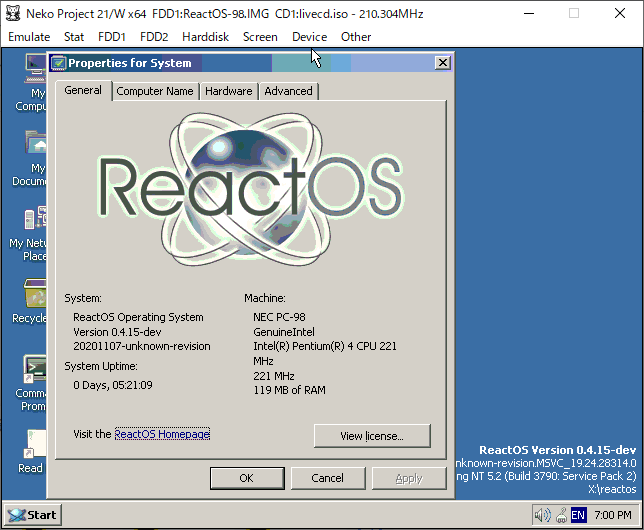 Neko Project 21/W x64 FDD1:ReactOS-98.IMG CD1:livecd.iso - 210.304MHz
Emulate Stat FDD1 FDD2 Harddisk Screen Device Other
Properties for System
General Computer Name Hardware Advanced
My
Compu
My
Docume
My Netw
Place
Recycle
Comma
Prom
Read
ReactOS
System:
ReactOS Operating System
Version 0.4.15-dev
20201107-unknown-revision
System Uptime:
0 Days, 05:21:09
Machine:
NEC PC-98
GenuineIntel
Intel(R) Pentium(R) 4 CPU 221
MHz
221 MHz
119 MB of RAM
Visit the ReactOS Homepage
View license...
OK Cancel Apply
ReactOS Version 0.4.15-dev
nknown-revision.MSVC_19.24.28314.0
ng NT 5.2 (Build 3790: Service Pack 2)
X:\reactos
Start
EN 7:00 PM